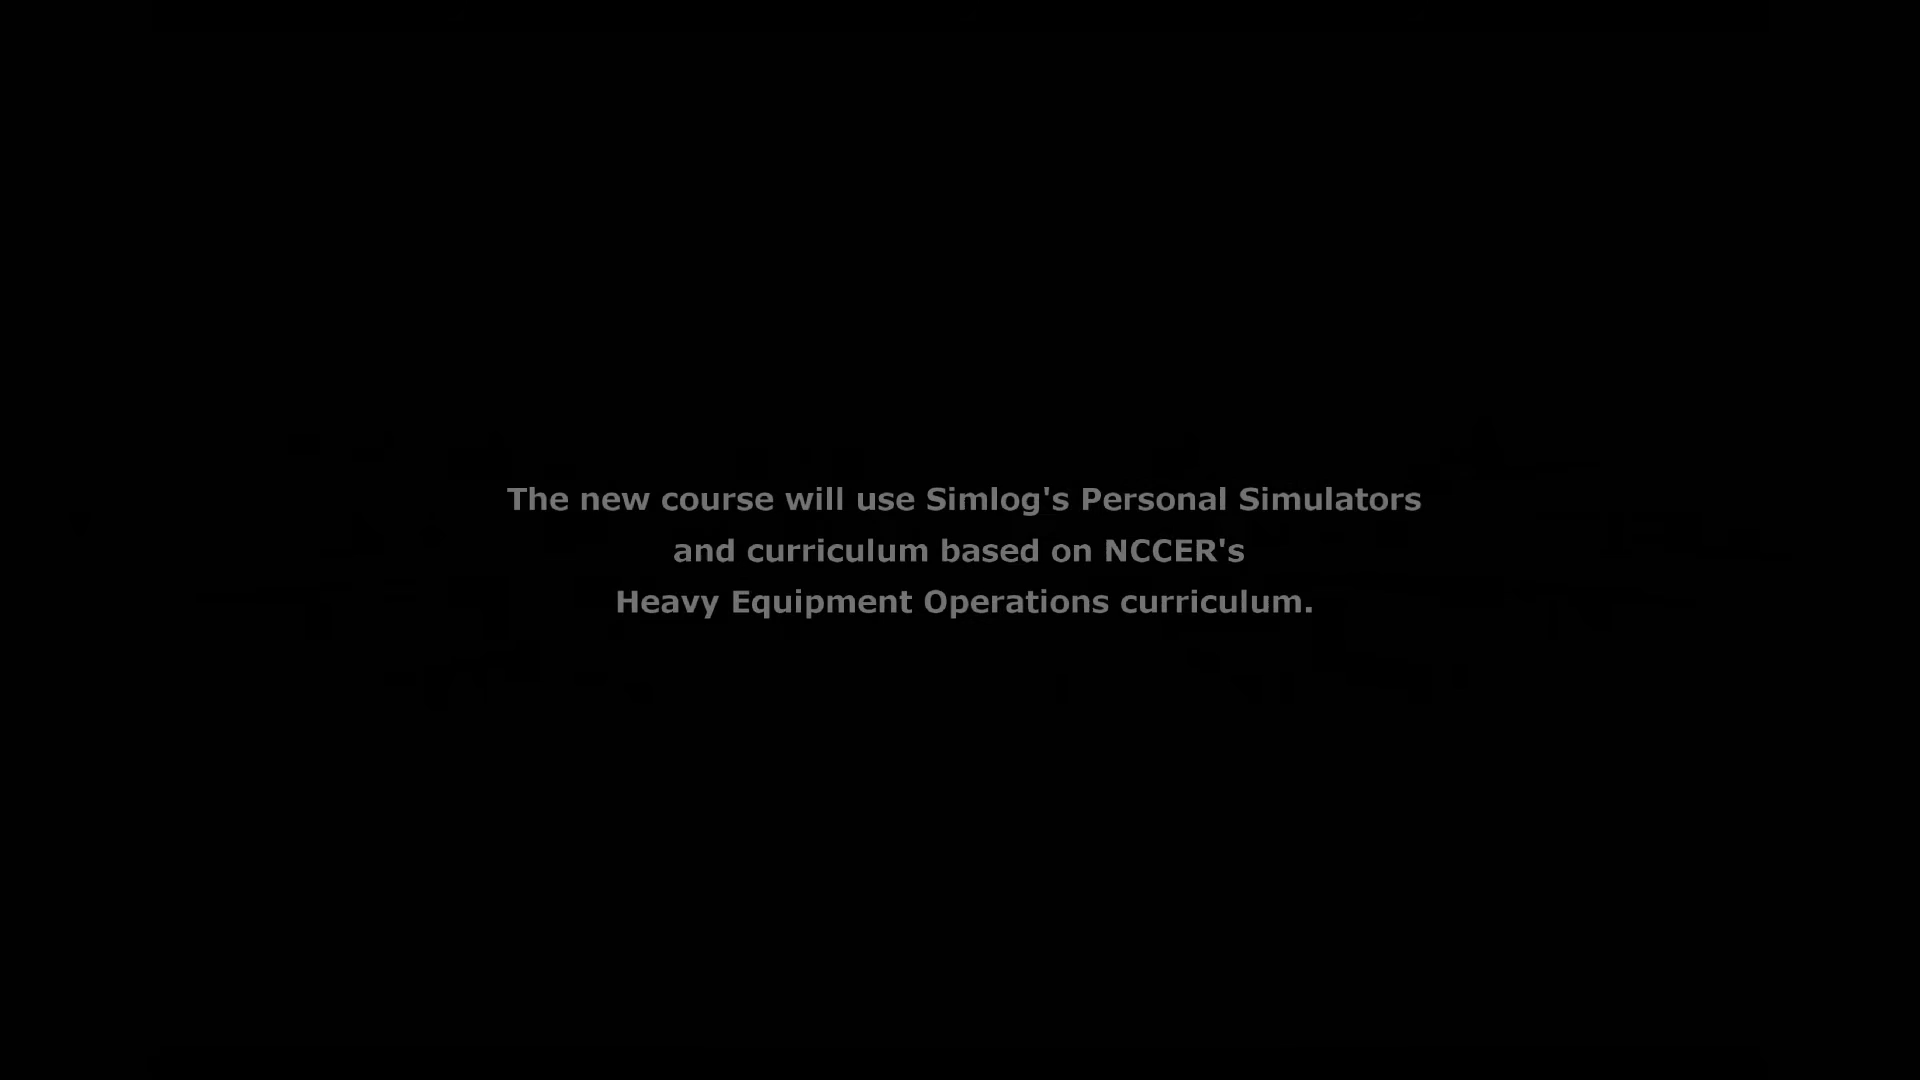 The new course will use Simlog's Personal Simulators
and curriculum based on NCCER's
Heavy Equipment Operations curriculum.